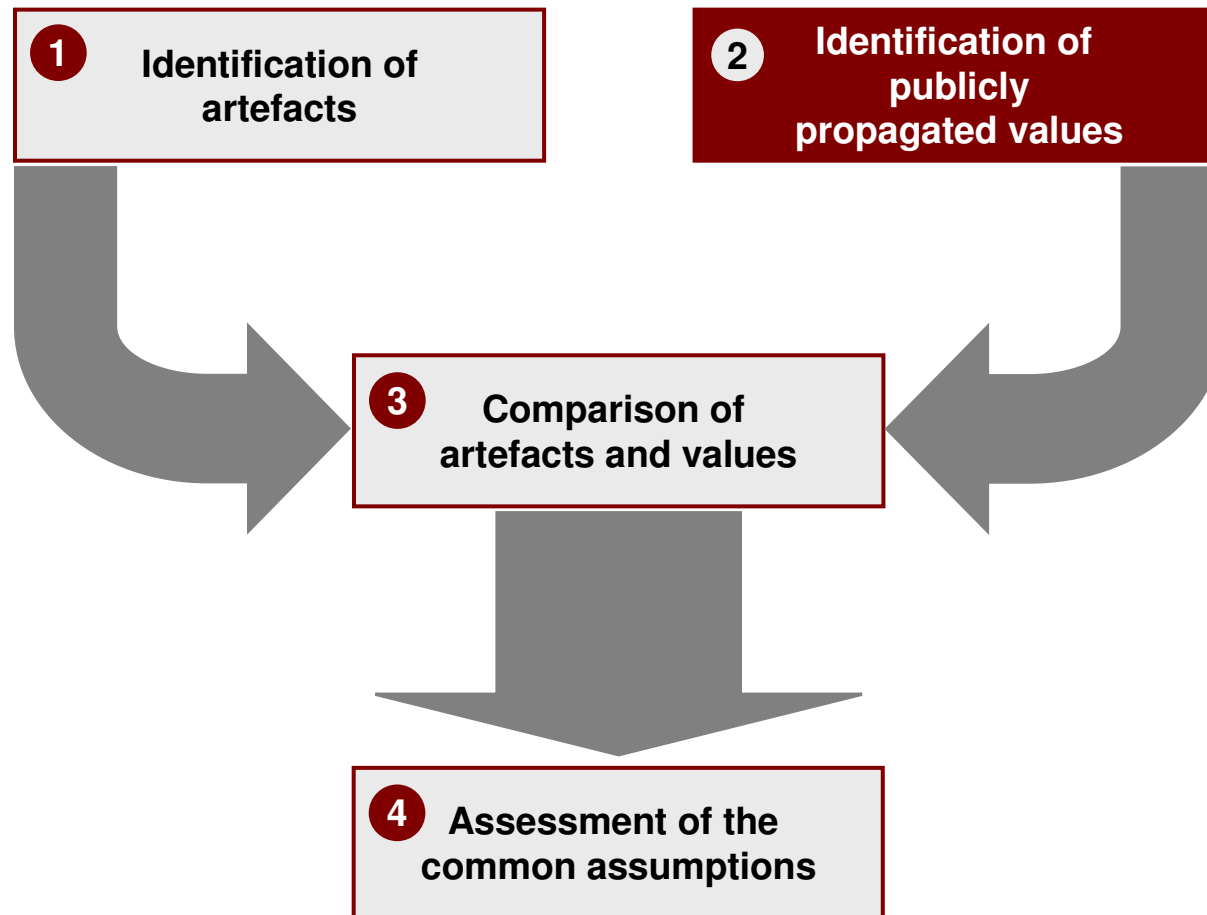 1
Identification of
artefacts
2
Identification of
publicly
propagated values
3
Comparison of
artefacts and values
4
Assessment of the
common assumptions